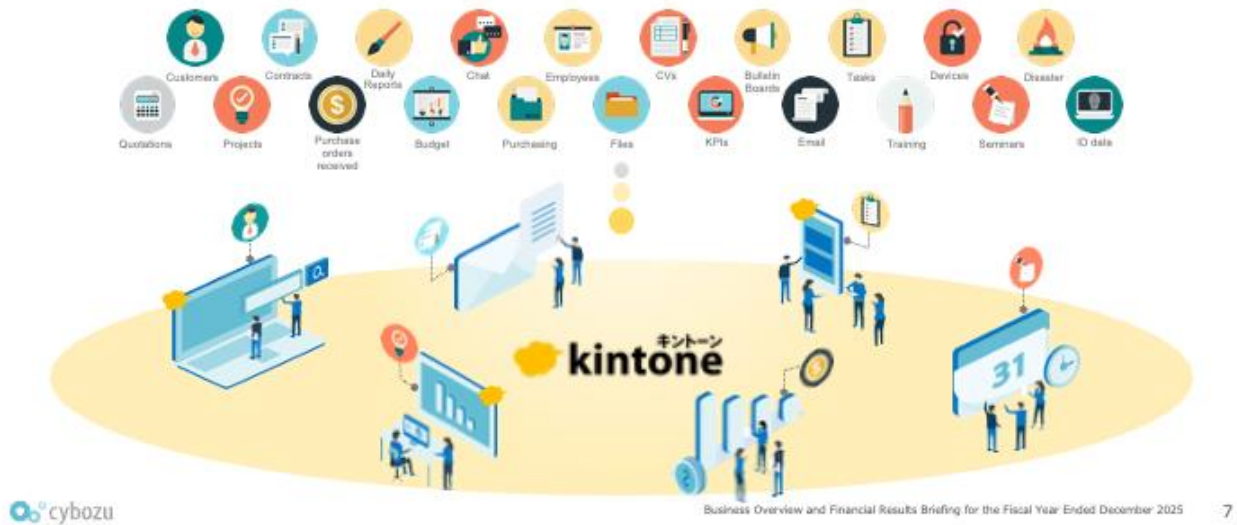 Customers
Contracts
Daily
Reports
Chat
Employees
CVs
Bulletin
Boards
Tasks
Devices
Disaster
Quotations
Projects
Purchase
orders
received
Budget
Purchasing
Files
KPIs
Email
Training
Seminars
ID data
31
キントーン
kintone
cybozu
Business Overview and Financial Results Briefing for the Fiscal Year Ended December 2025
7